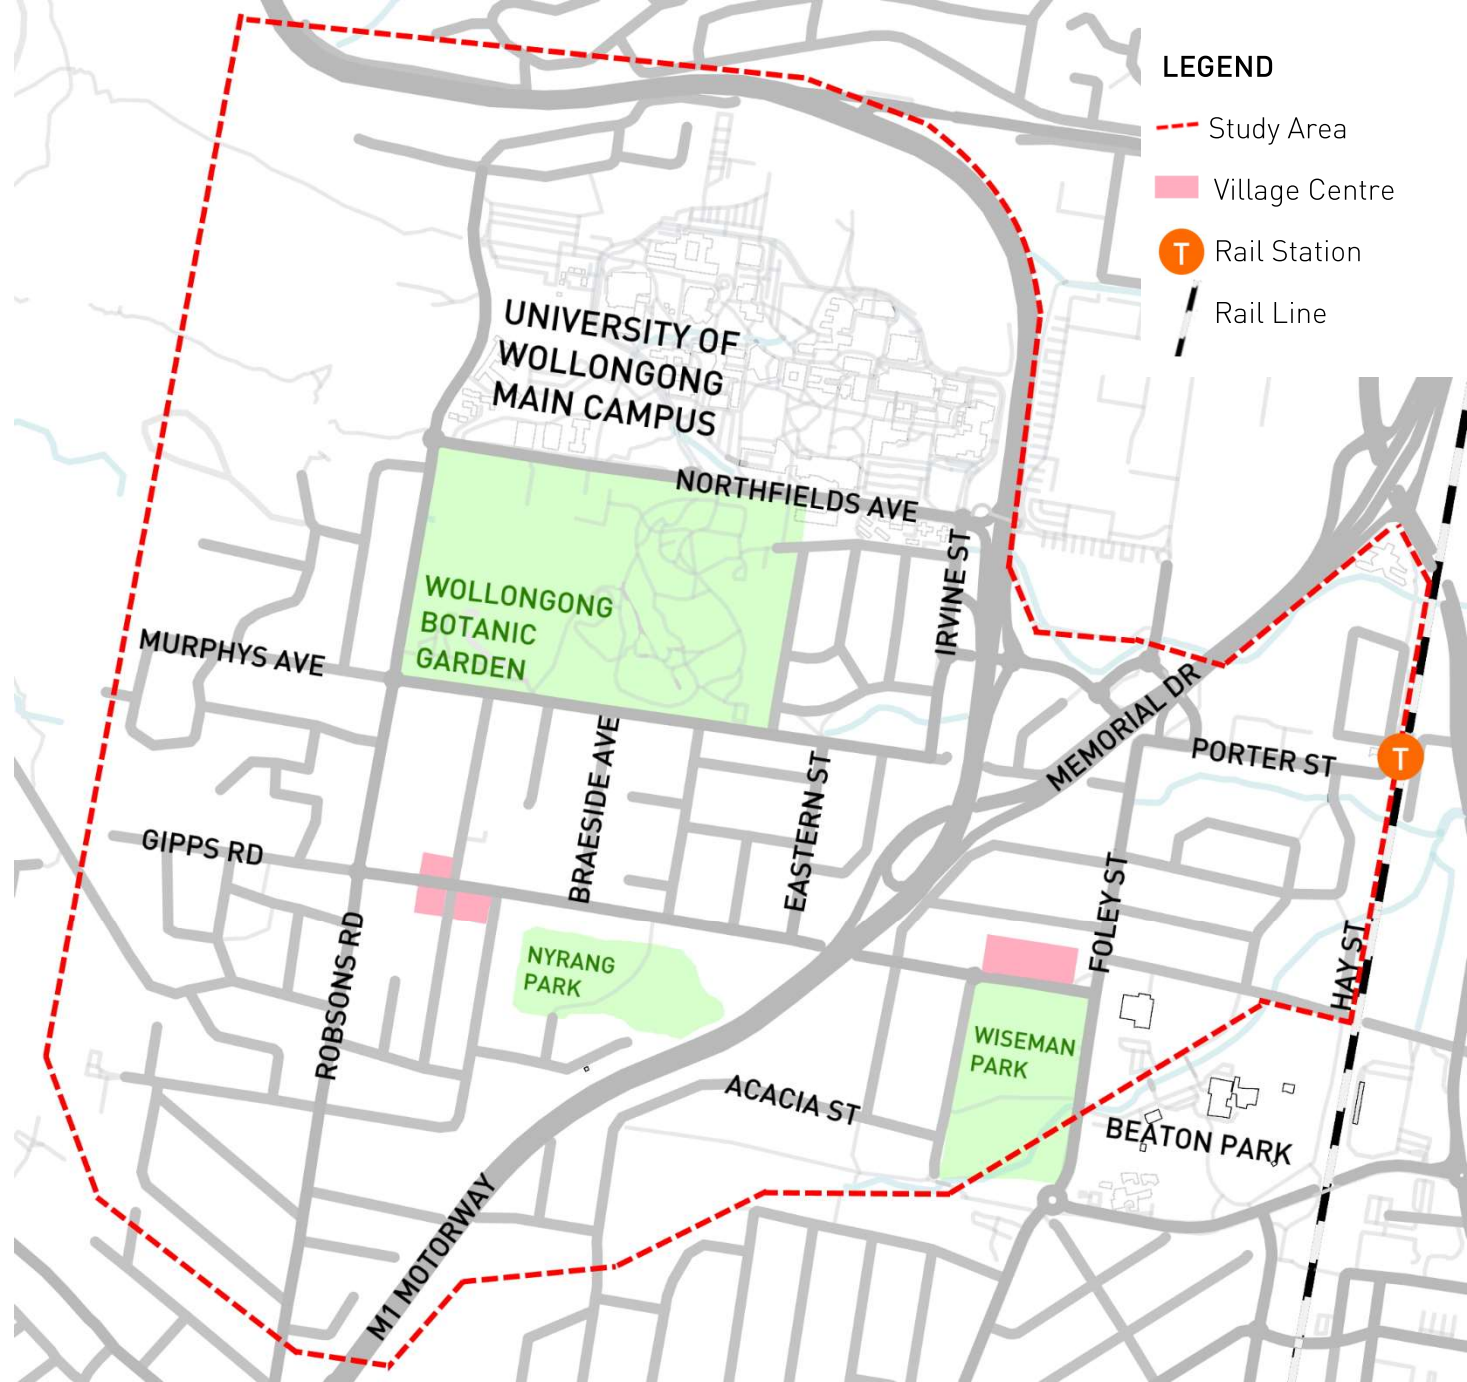 LEGEND
Study Area
Village Centre
T
Rail Station
Rail Line
UNIVERSITY OF
WOLLONGONG
MAIN CAMPUS
NORTHFIELDS AVE
IRVINE ST
WOLLONGONG
BOTANIC
GARDEN
MURPHYS AVE
MEMORIAL DR
PORTER ST
T
BRAESIDE AVE
EASTERN ST
GIPPS RD
FOLEY ST
HAY ST
ROBSONS RD
NYRANG
PARK
WISEMAN
PARK
ACACIA ST
BEATON PARK
M1 MOTORWAY